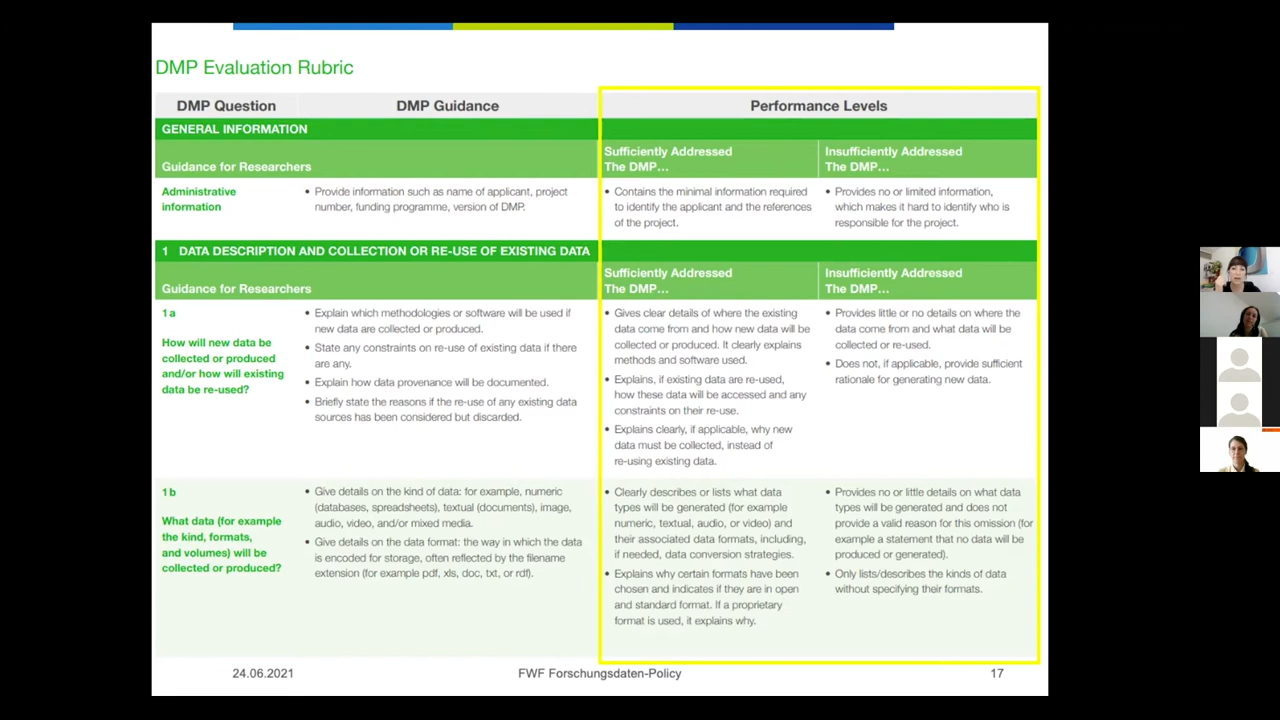 DMP Evaluation Rubric
DMP Question
DMP Guidance
Performance Levels
GENERAL INFORMATION
Guidance for Researchers
Sufficiently Addressed
The DMP…
Insufficiently Addressed
The DMP…
Administrative
information
• Provide information such as name of applicant, project
number, funding programme, version of DMP.
• Contains the minimal information required
to identify the applicant and the references
of the project.
• Provides no or limited information,
which makes it hard to identify who is
responsible for the project.
1 DATA DESCRIPTION AND COLLECTION OR RE-USE OF EXISTING DATA
Guidance for Researchers
Sufficiently Addressed
The DMP…
Insufficiently Addressed
The DMP…
1a
How will new data be
collected or produced
and/or how will existing
data be re-used?
• Explain which methodologies or software will be used if
new data are collected or produced.
• State any constraints on re-use of existing data if there
are any.
• Explain how data provenance will be documented.
• Briefly state the reasons if the re-use of any existing data
sources has been considered but discarded.
• Gives clear details of where the existing
data come from and how new data will be
collected or produced. It clearly explains
methods and software used.
• Explains, if existing data are re-used,
how these data will be accessed and any
constraints on their re-use.
• Explains clearly, if applicable, why new
data must be collected, instead of
re-using existing data.
• Provides little or no details on where the
data come from and what data will be
collected or re-used.
• Does not, if applicable, provide sufficient
rationale for generating new data.
1b
What data (for example
the kind, formats,
and volumes) will be
collected or produced?
• Give details on the kind of data: for example, numeric
(databases, spreadsheets), textual (documents), image,
audio, video, and/or mixed media.
• Give details on the data format: the way in which the data
is encoded for storage, often reflected by the filename
extension (for example pdf, xls, doc, txt, or rdf).
• Clearly describes or lists what data
types will be generated (for example
numeric, textual, audio, or video) and
their associated data formats, including,
if needed, data conversion strategies.
• Explains why certain formats have been
chosen and indicates if they are in open
and standard format. If a proprietary
format is used, it explains why.
• Provides no or little details on what data
types will be generated and does not
provide a valid reason for this omission (for
example a statement that no data will be
produced or generated).
• Only lists/describes the kinds of data
without specifying their formats.
24.06.2021
FWF Forschungsdaten-Policy
17